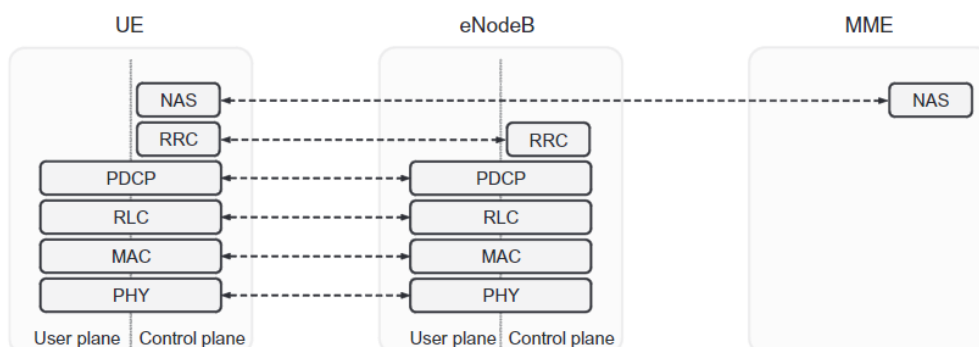 UE eNodeB MME
NAS NAS
RRC RRC
PDCP PDCP
RLC RLC
MAC MAC
PHY PHY
User plane Control plane User plane Control plane